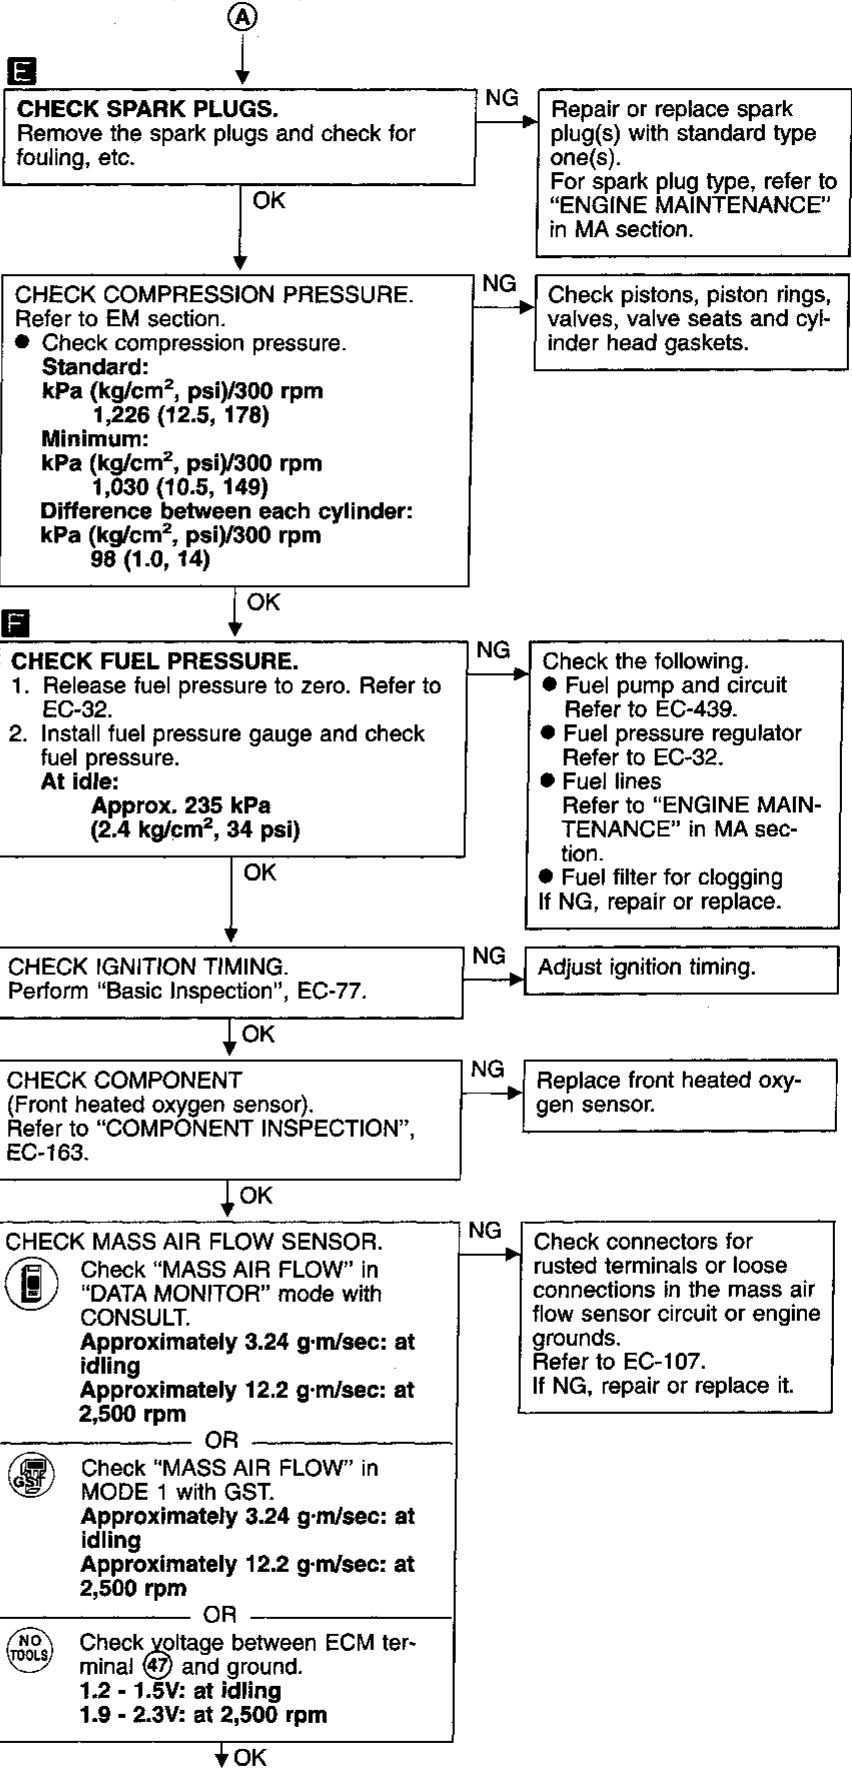 A
E
CHECK SPARK PLUGS.
Remove the spark plugs and check for
fouling, etc.
NG
Repair or replace spark
plug(s) with standard type
one(s).
For spark plug type, refer to
“ENGINE MAINTENANCE”
in MA section.
OK
CHECK COMPRESSION PRESSURE.
Refer to EM section.
● Check compression pressure.
Standard:
kPa (kg/cm², psi)/300 rpm
1,226 (12.5, 178)
Minimum:
kPa (kg/cm², psi)/300 rpm
1,030 (10.5, 149)
Difference between each cylinder:
kPa (kg/cm², psi)/300 rpm
98 (1.0, 14)
NG
Check pistons, piston rings,
valves, valve seats and cyl-
inder head gaskets.
OK
F
CHECK FUEL PRESSURE.
1. Release fuel pressure to zero. Refer to
EC-32.
2. Install fuel pressure gauge and check
fuel pressure.
At idle:
Approx. 235 kPa
(2.4 kg/cm², 34 psi)
NG
Check the following.
● Fuel pump and circuit
Refer to EC-439.
● Fuel pressure regulator
Refer to EC-32.
● Fuel lines
Refer to “ENGINE MAIN-
TENANCE” in MA sec-
tion.
● Fuel filter for clogging
If NG, repair or replace.
OK
CHECK IGNITION TIMING.
Perform “Basic Inspection”, EC-77.
NG
Adjust ignition timing.
OK
CHECK COMPONENT
(Front heated oxygen sensor).
Refer to “COMPONENT INSPECTION”,
EC-163.
NG
Replace front heated oxy-
gen sensor.
OK
CHECK MASS AIR FLOW SENSOR.
Check “MASS AIR FLOW” in
“DATA MONITOR” mode with
CONSULT.
Approximately 3.24 g·m/sec: at
idling
Approximately 12.2 g·m/sec: at
2,500 rpm
OR
GST
Check “MASS AIR FLOW” in
MODE 1 with GST.
Approximately 3.24 g·m/sec: at
idling
Approximately 12.2 g·m/sec: at
2,500 rpm
OR
NO
TOOLS
Check voltage between ECM ter-
minal 47 and ground.
1.2 - 1.5V: at idling
1.9 - 2.3V: at 2,500 rpm
NG
Check connectors for
rusted terminals or loose
connections in the mass air
flow sensor circuit or engine
grounds.
Refer to EC-107.
If NG, repair or replace it.
OK